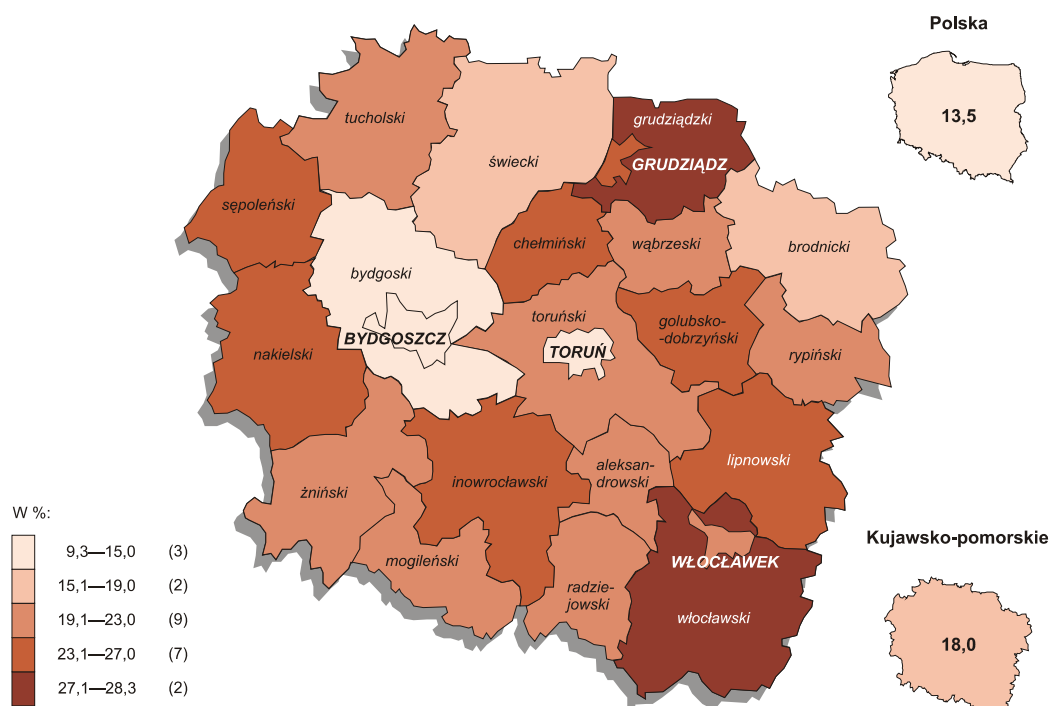 Polska
13,5
grudziądzki
tucholski
świecki
GRUDZIĄDZ
sępoleński
chełmiński
wąbrzeski
brodnicki
bydgoski
toruński
golubsko-
-dobrzyński
BYDGOSZCZ
TORUŃ
nakielski
rypiński
lipnowski
aleksan-
drowski
inowrocławski
żniński
W %:
9,3—15,0 (3)
15,1—19,0 (2)
19,1—23,0 (9)
23,1—27,0 (7)
27,1—28,3 (2)
mogileński
WŁOCŁAWEK
radzie-
jowski
włocławski
Kujawsko-pomorskie
18,0